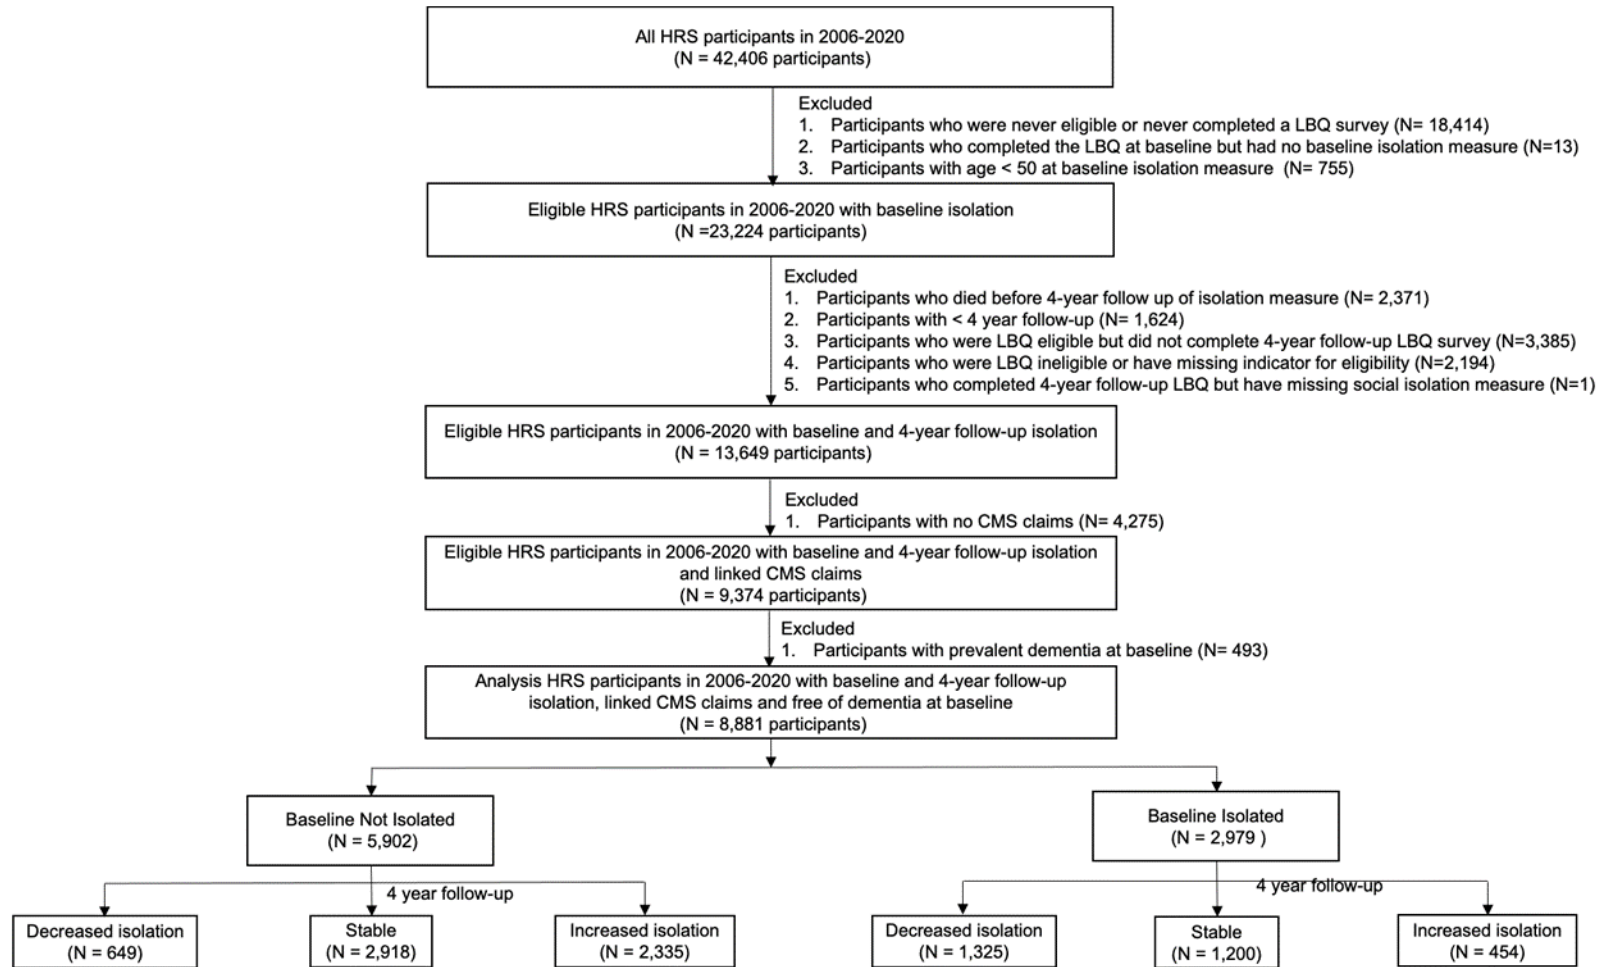 All HRS participants in 2006-2020
(N = 42,406 participants)
Excluded
1. Participants who were never eligible or never completed a LBQ survey (N= 18,414)
2. Participants who completed the LBQ at baseline but had no baseline isolation measure (N=13)
3. Participants with age < 50 at baseline isolation measure (N= 755)
Eligible HRS participants in 2006-2020 with baseline isolation
(N =23,224 participants)
Excluded
1. Participants who died before 4-year follow up of isolation measure (N= 2,371)
2. Participants with < 4 year follow-up (N= 1,624)
3. Participants who were LBQ eligible but did not complete 4-year follow-up LBQ survey (N=3,385)
4. Participants who were LBQ ineligible or have missing indicator for eligibility (N=2,194)
5. Participants who completed 4-year follow-up LBQ but have missing social isolation measure (N=1)
Eligible HRS participants in 2006-2020 with baseline and 4-year follow-up isolation
(N = 13,649 participants)
Excluded
1. Participants with no CMS claims (N= 4,275)
Eligible HRS participants in 2006-2020 with baseline and 4-year follow-up isolation
and linked CMS claims
(N = 9,374 participants)
Excluded
1. Participants with prevalent dementia at baseline (N= 493)
Analysis HRS participants in 2006-2020 with baseline and 4-year follow-up
isolation, linked CMS claims and free of dementia at baseline
(N = 8,881 participants)
Baseline Not Isolated
(N = 5,902)
Baseline Isolated
(N = 2,979 )
4 year follow-up
4 year follow-up
Decreased isolation
(N = 649)
Stable
(N = 2,918)
Increased isolation
(N = 2,335)
Decreased isolation
(N = 1,325)
Stable
(N = 1,200)
Increased isolation
(N = 454)